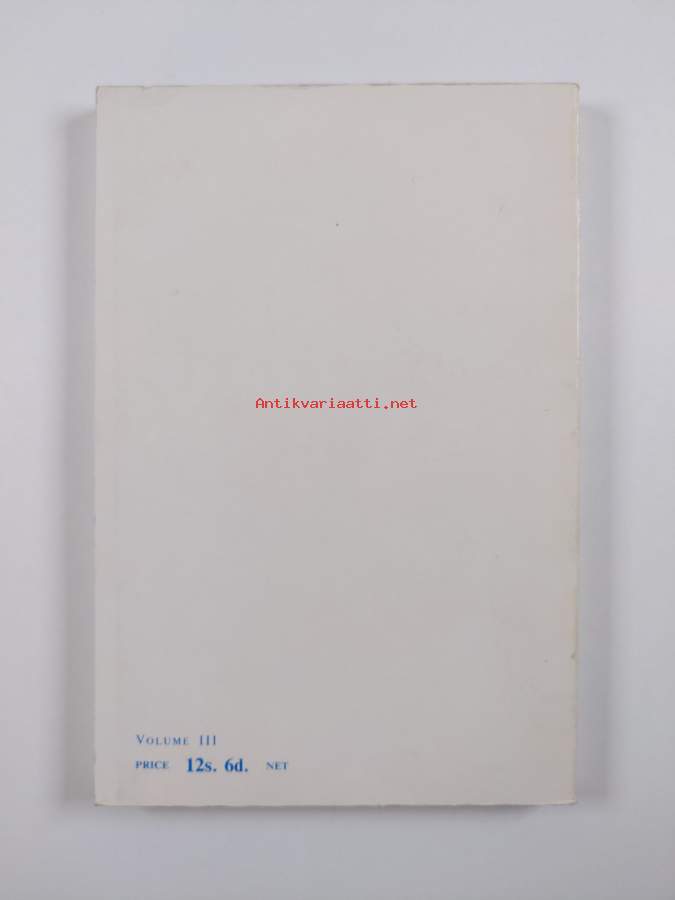 Antikvariaatti.net
VOLUME III
PRICE 12s. 6d. NET